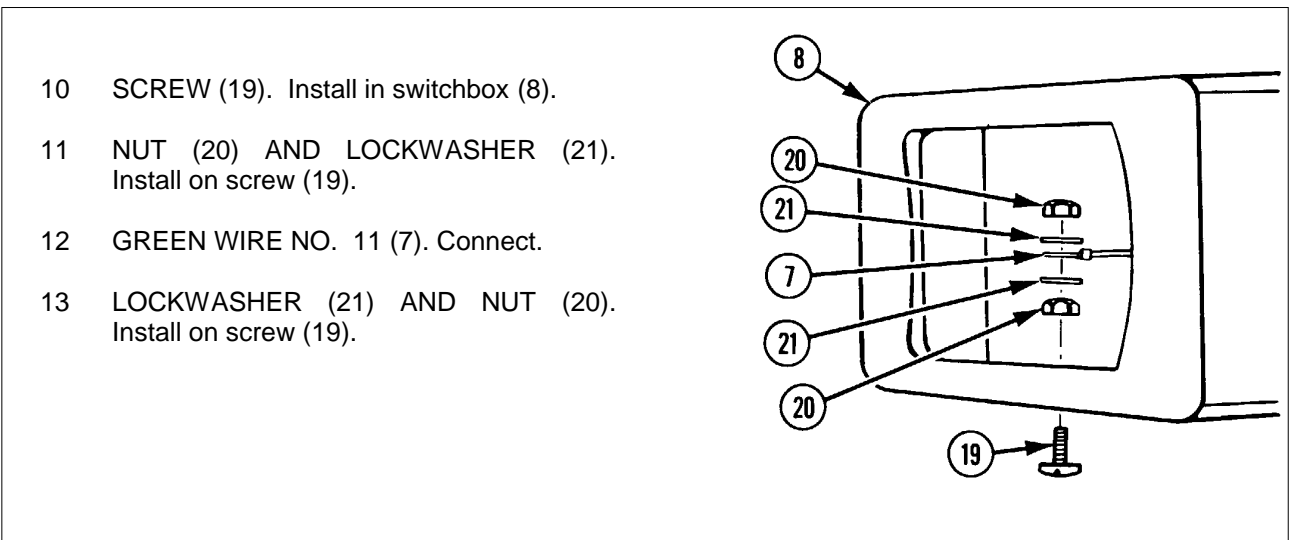 10 SCREW (19). Install in switchbox (8).
11 NUT (20) AND LOCKWASHER (21).
Install on screw (19).
12 GREEN WIRE NO. 11 (7). Connect.
13 LOCKWASHER (21) AND NUT (20).
Install on screw (19).
8
20
21
7
21
20
19